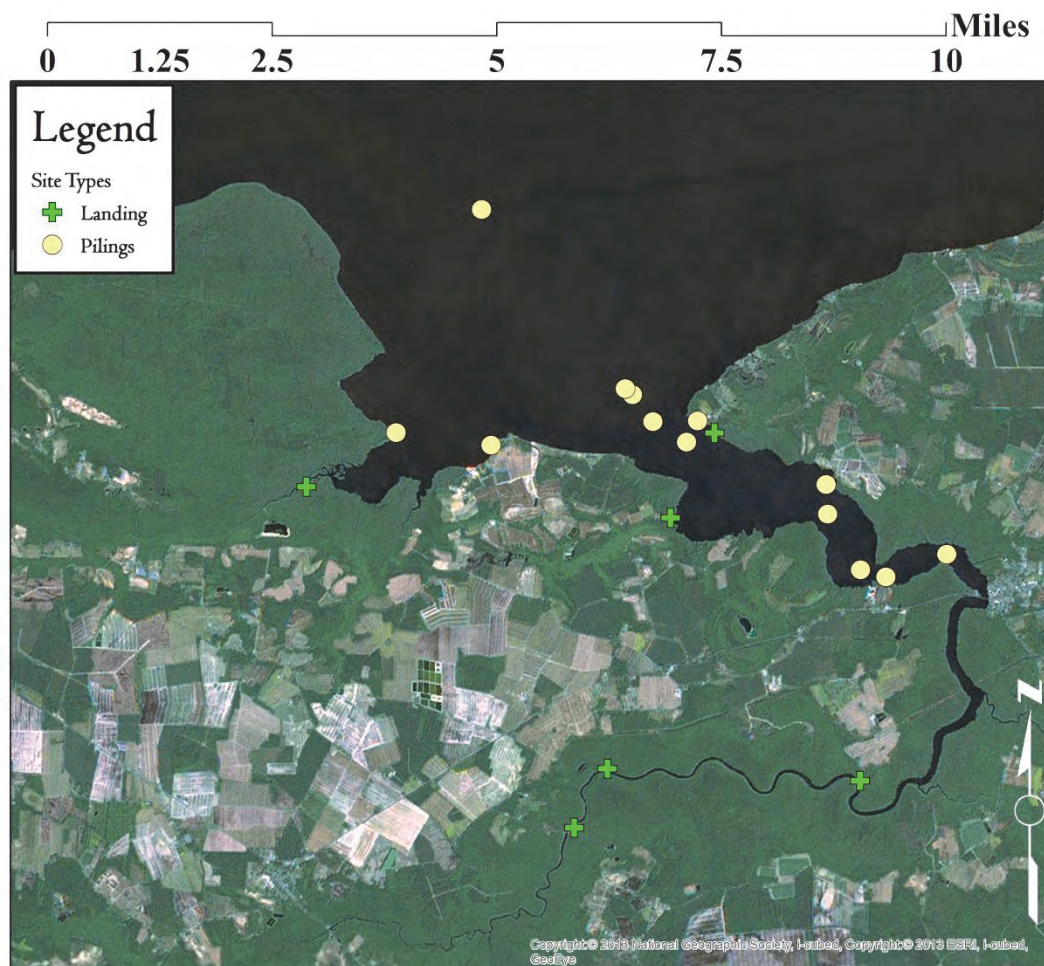 Miles
0 1.25 2.5 5 7.5 10
Legend
Site Types
Landing
Pilings
N
Copyright:© 2013 National Geographic Society, i-cubed, Copyright:© 2013 ESRI, i-cubed,
GeoEye